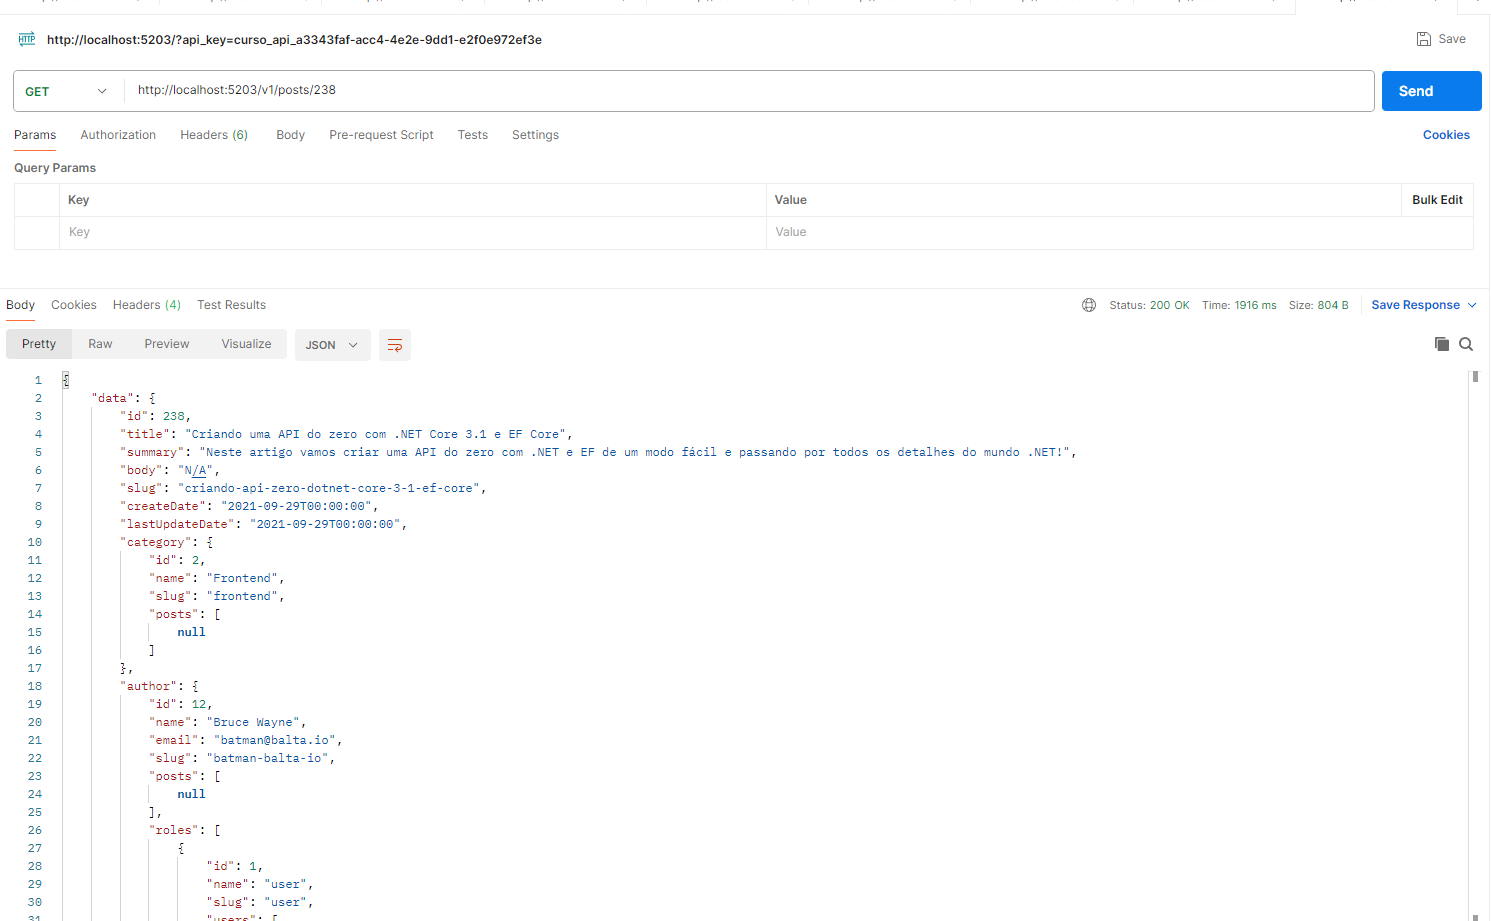 HTTP http://localhost:5203/?api_key=curso_api_a3343faf-acc4-4e2e-9dd1-e2f0e972ef3e Save
GET http://localhost:5203/v1/posts/238 Send
Params Authorization Headers (6) Body Pre-request Script Tests Settings Cookies
Query Params
Key Value Bulk Edit
Key Value
Body Cookies Headers (4) Test Results Status: 200 OK Time: 1916 ms Size: 804 B Save Response
Pretty Raw Preview Visualize JSON
1 {
2 "data": {
3 "id": 238,
4 "title": "Criando uma API do zero com .NET Core 3.1 e EF Core",
5 "summary": "Neste artigo vamos criar uma API do zero com .NET e EF de um modo fácil e passando por todos os detalhes do mundo .NET!",
6 "body": "N/A",
7 "slug": "criando-api-zero-dotnet-core-3-1-ef-core",
8 "createDate": "2021-09-29T00:00:00",
9 "lastUpdateDate": "2021-09-29T00:00:00",
10 "category": {
11 "id": 2,
12 "name": "Frontend",
13 "slug": "frontend",
14 "posts": [
15 null
16 ]
17 },
18 "author": {
19 "id": 12,
20 "name": "Bruce Wayne",
21 "email": "batman@balta.io",
22 "slug": "batman-balta-io",
23 "posts": [
24 null
25 ],
26 "roles": [
27 {
28 "id": 1,
29 "name": "user",
30 "slug": "user",
31 "users": [